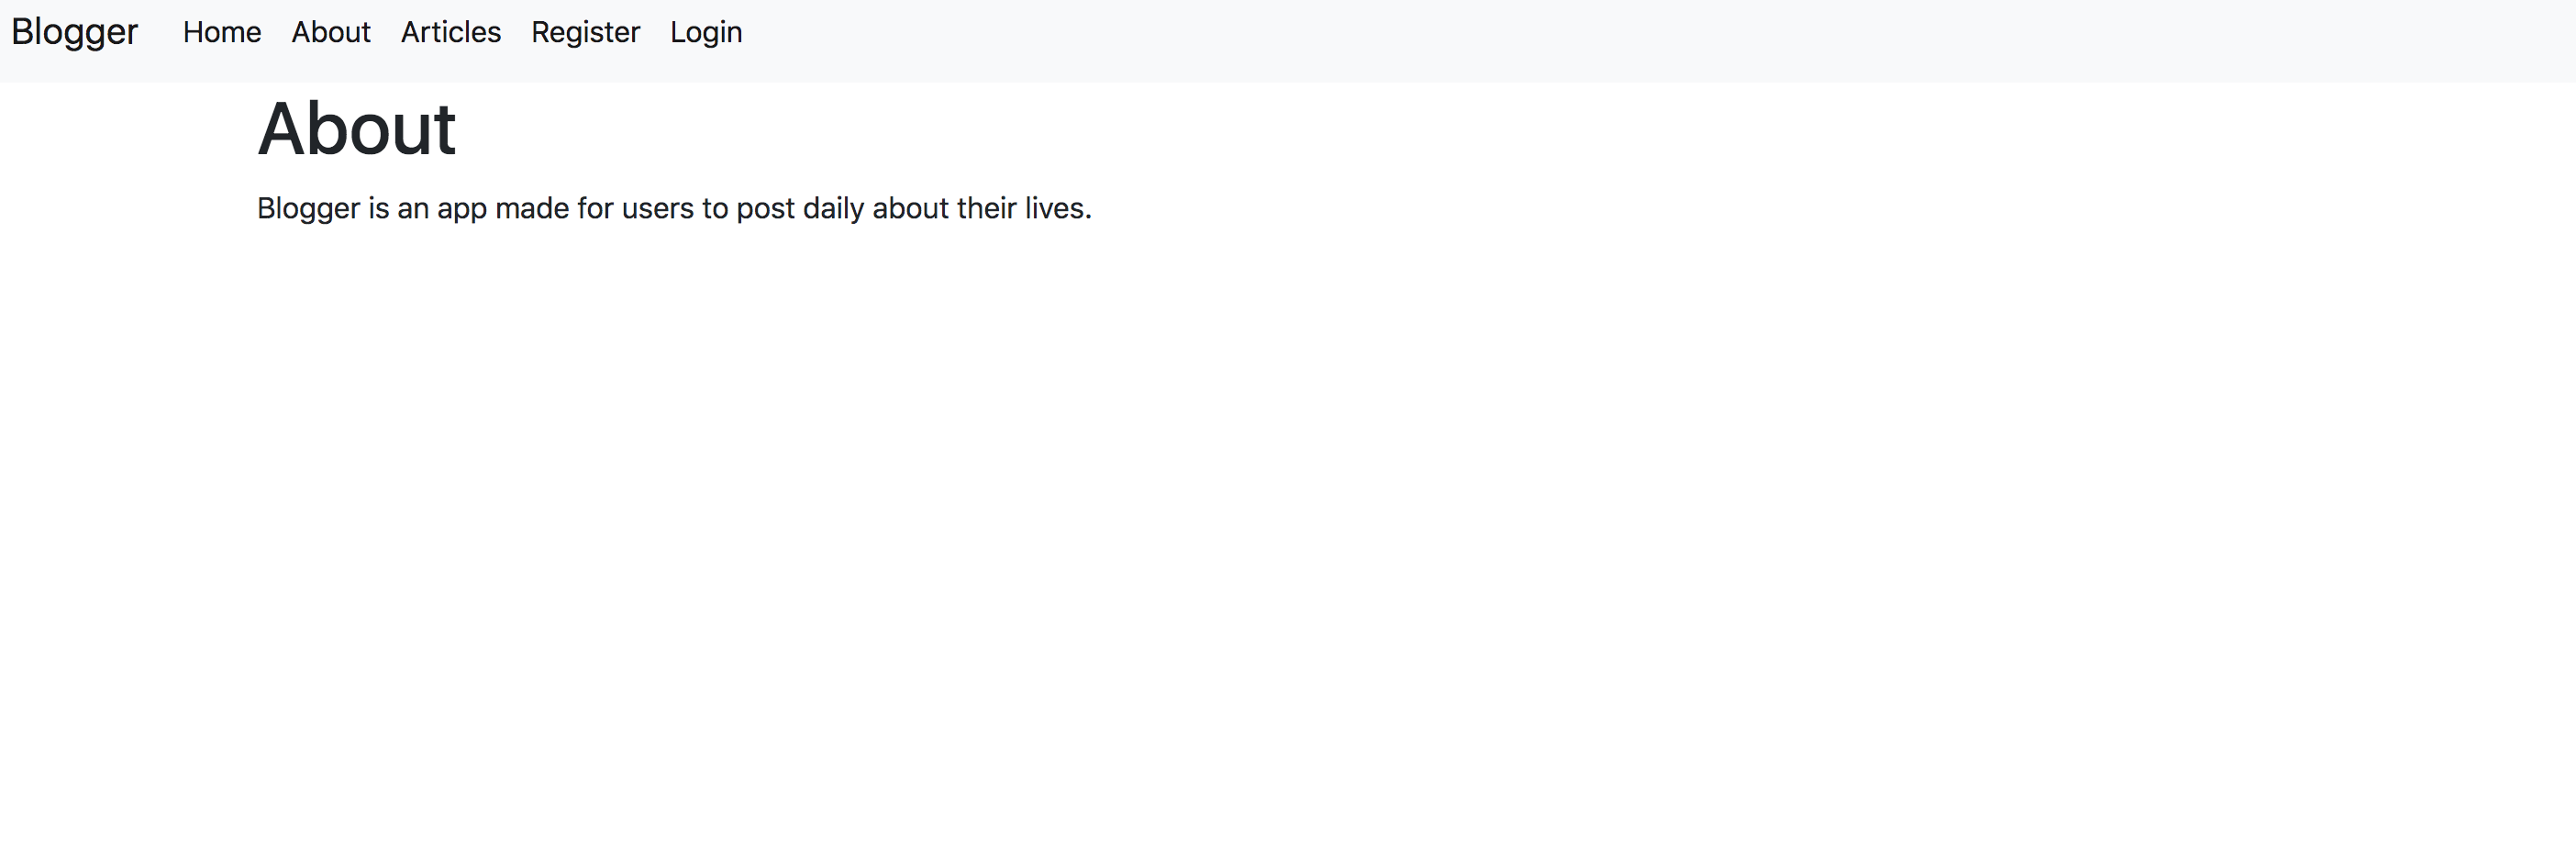 Blogger Home About Articles Register Login
About
Blogger is an app made for users to post daily about their lives.